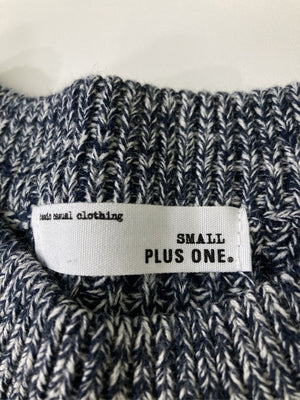 basic casual clothing
SMALL
PLUS ONE.